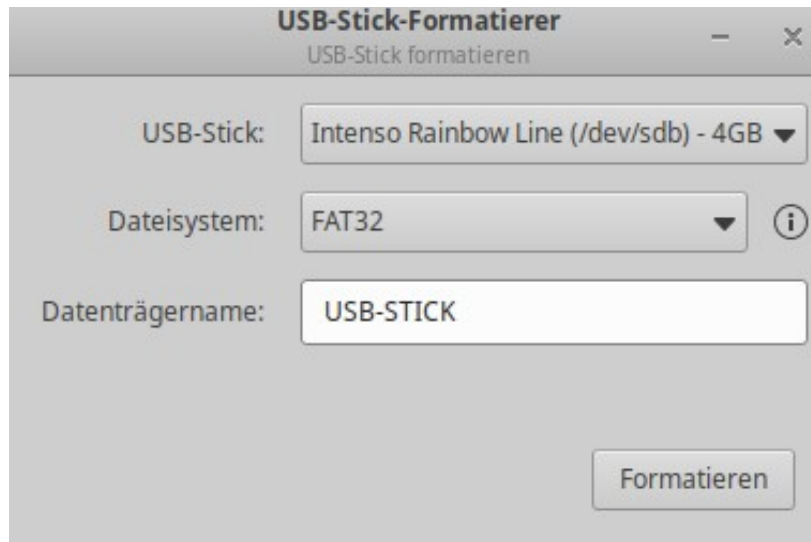 USB-Stick-Formatierer
USB-Stick formatieren
USB-Stick: Intenso Rainbow Line (/dev/sdb) - 4GB
Dateisystem: FAT32
Datenträgername: USB-STICK
Formatieren